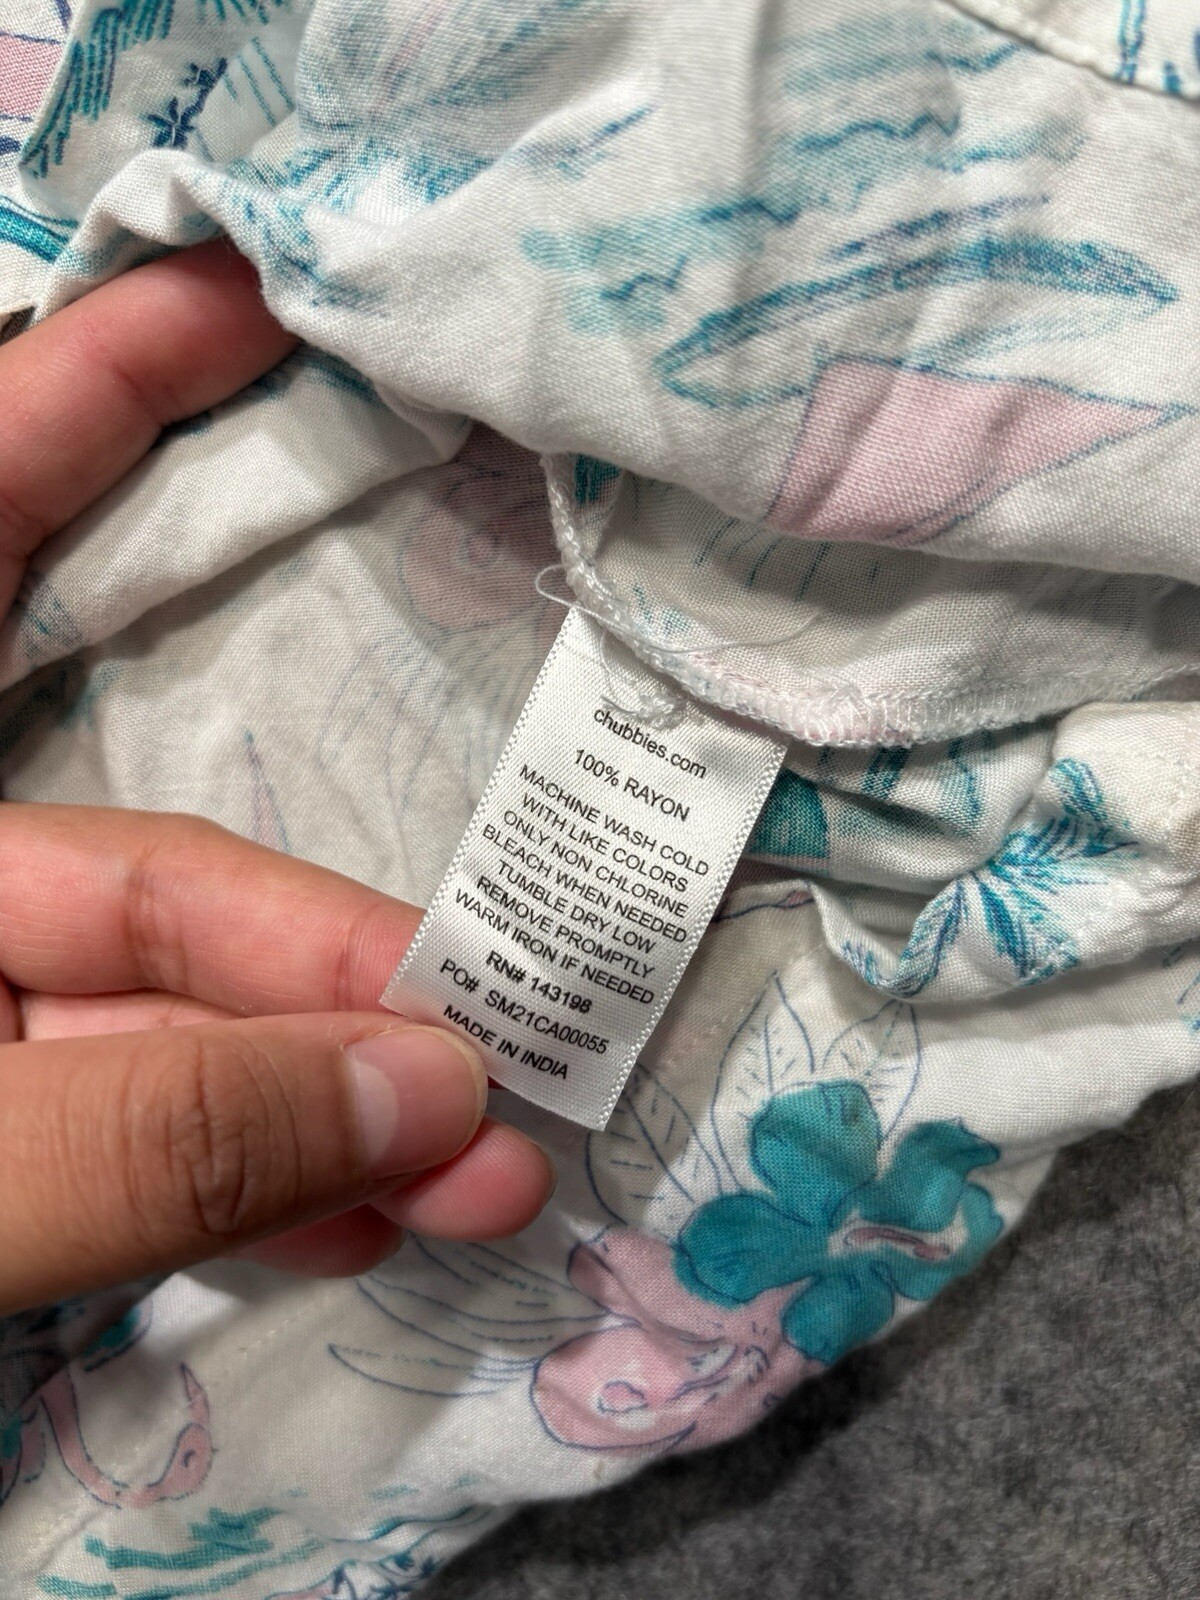 chubbies.com
100% RAYON
MACHINE WASH COLD
WITH LIKE COLORS
ONLY NON CHLORINE
BLEACH WHEN NEEDED
TUMBLE DRY LOW
REMOVE PROMPTLY
WARM IRON IF NEEDED
RN# 143198
PO# SM21CA00055
MADE IN INDIA